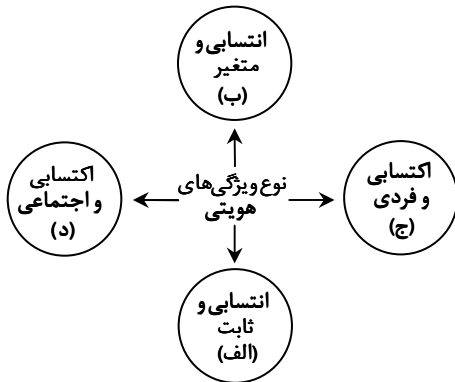 انتسابی و
متغیر
(ب)
اکتسابی
و فردی
(ج)
نوع ویژگی‌های
هویتی
اکتسابی
و اجتماعی
(د)
انتسابی و
ثابت
(الف)